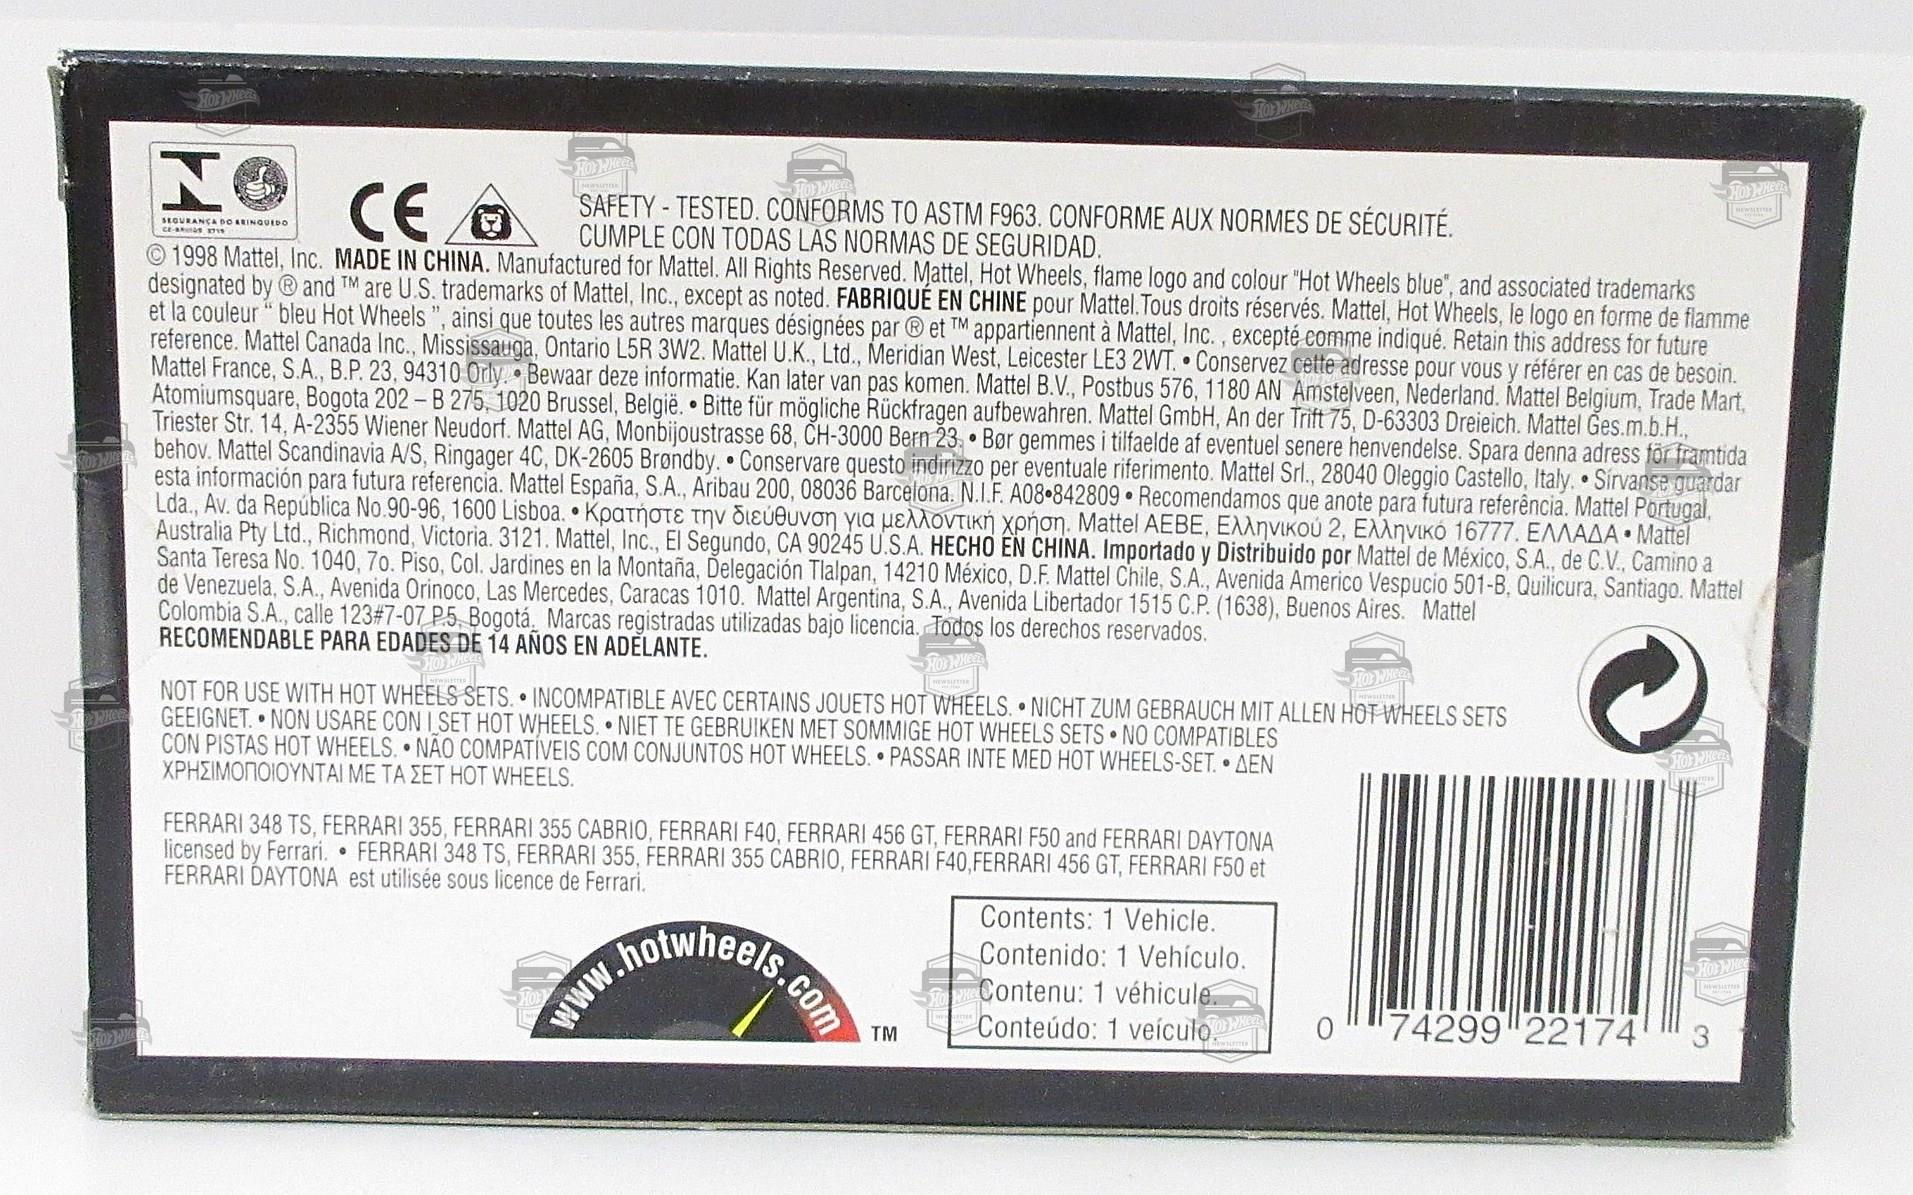 SEGURANÇA DO BRINQUEDO
CE
SAFETY - TESTED. CONFORMS TO ASTM F963. CONFORME AUX NORMES DE SÉCURITÉ.
CUMPLE CON TODAS LAS NORMAS DE SEGURIDAD.
© 1998 Mattel, Inc. MADE IN CHINA. Manufactured for Mattel. All Rights Reserved. Mattel, Hot Wheels, flame logo and colour "Hot Wheels blue", and associated trademarks
designated by ® and ™ are U.S. trademarks of Mattel, Inc., except as noted. FABRIQUÉ EN CHINE pour Mattel.Tous droits réservés. Mattel, Hot Wheels, le logo en forme de flamme
et la couleur “ bleu Hot Wheels ”, ainsi que toutes les autres marques désignées par ® et ™ appartiennent à Mattel, Inc. , excepté comme indiqué. Retain this address for future
reference. Mattel Canada Inc., Mississauga, Ontario L5R 3W2. Mattel U.K., Ltd., Meridian West, Leicester LE3 2WT. • Conservez cette adresse pour vous y référer en cas de besoin.
Mattel France, S.A., B.P. 23, 94310 Orly. • Bewaar deze informatie. Kan later van pas komen. Mattel B.V., Postbus 576, 1180 AN Amstelveen, Nederland. Mattel Belgium, Trade Mart,
Atomiumsquare, Bogota 202 – B 275, 1020 Brussel, België. • Bitte für mögliche Rückfragen aufbewahren. Mattel GmbH, An der Trift 75, D-63303 Dreieich. Mattel Ges.m.b.H.,
Triester Str. 14, A-2355 Wiener Neudorf. Mattel AG, Monbijoustrasse 68, CH-3000 Bern 23. • Bør gemmes i tilfaelde af eventuel senere henvendelse. Spara denna adress för framtida
behov. Mattel Scandinavia A/S, Ringager 4C, DK-2605 Brøndby. • Conservare questo indirizzo per eventuale riferimento. Mattel Srl., 28040 Oleggio Castello, Italy. • Sírvanse guardar
esta información para futura referencia. Mattel España, S.A., Aribau 200, 08036 Barcelona. N.I.F. A08•842809 • Recomendamos que anote para futura referência. Mattel Portugal,
Lda., Av. da República No.90-96, 1600 Lisboa. • Κρατήστε την διεύθυνση για μελλοντική χρήση. Mattel AEBE, Ελληνικού 2, Ελληνικό 16777. ΕΛΛΑΔΑ • Mattel
Australia Pty Ltd., Richmond, Victoria. 3121. Mattel, Inc., El Segundo, CA 90245 U.S.A. HECHO EN CHINA. Importado y Distribuido por Mattel de México, S.A., de C.V., Camino a
Santa Teresa No. 1040, 7o. Piso, Col. Jardines en la Montaña, Delegación Tlalpan, 14210 México, D.F. Mattel Chile, S.A., Avenida Americo Vespucio 501-B, Quilicura, Santiago. Mattel
de Venezuela, S.A., Avenida Orinoco, Las Mercedes, Caracas 1010. Mattel Argentina, S.A., Avenida Libertador 1515 C.P. (1638), Buenos Aires. Mattel
Colombia S.A., calle 123#7-07 P.5, Bogotá. Marcas registradas utilizadas bajo licencia. Todos los derechos reservados.
RECOMENDABLE PARA EDADES DE 14 AÑOS EN ADELANTE.
NOT FOR USE WITH HOT WHEELS SETS. • INCOMPATIBLE AVEC CERTAINS JOUETS HOT WHEELS. • NICHT ZUM GEBRAUCH MIT ALLEN HOT WHEELS SETS
GEEIGNET. • NON USARE CON I SET HOT WHEELS. • NIET TE GEBRUIKEN MET SOMMIGE HOT WHEELS SETS • NO COMPATIBLES
CON PISTAS HOT WHEELS. • NÃO COMPATÍVEIS COM CONJUNTOS HOT WHEELS. • PASSAR INTE MED HOT WHEELS-SET. • ΔΕΝ
ΧΡΗΣΙΜΟΠΟΙΟΥΝΤΑΙ ΜΕ ΤΑ ΣΕΤ HOT WHEELS.
FERRARI 348 TS, FERRARI 355, FERRARI 355 CABRIO, FERRARI F40, FERRARI 456 GT, FERRARI F50 and FERRARI DAYTONA
licensed by Ferrari. • FERRARI 348 TS, FERRARI 355, FERRARI 355 CABRIO, FERRARI F40,FERRARI 456 GT, FERRARI F50 et
FERRARI DAYTONA est utilisée sous licence de Ferrari.
www.hotwheels.com ™
Contents: 1 Vehicle.
Contenido: 1 Vehículo.
Contenu: 1 véhicule.
Conteúdo: 1 veículo.
0 74299 22174 3